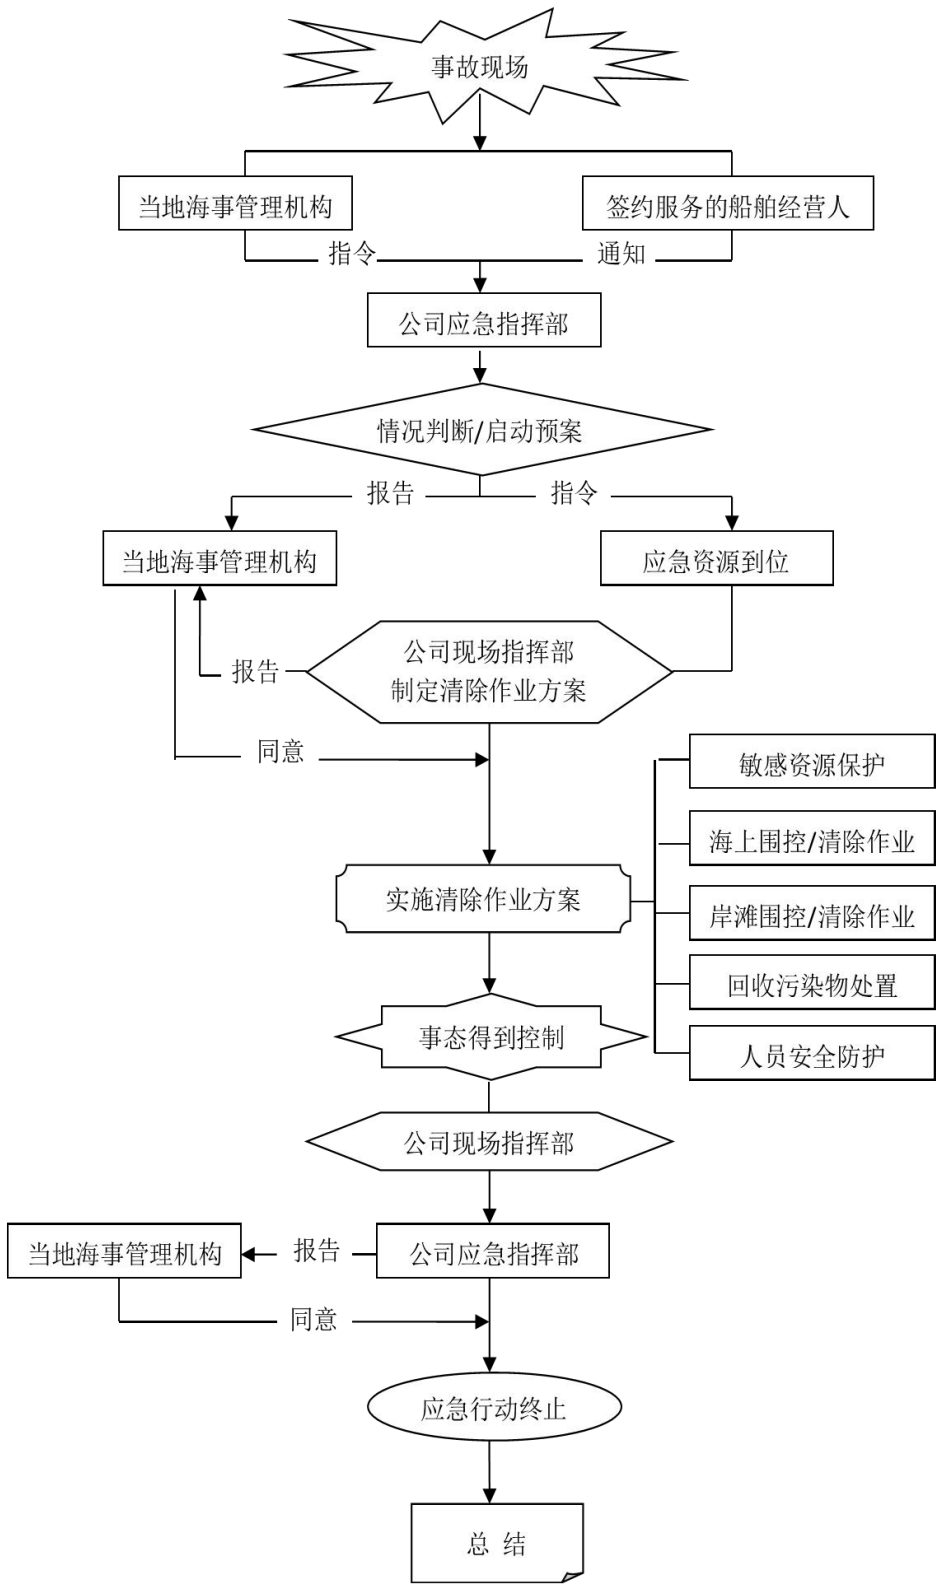 事故现场
当地海事管理机构
签约服务的船舶经营人
指令
通知
公司应急指挥部
情况判断/启动预案
报告
指令
当地海事管理机构
应急资源到位
公司现场指挥部
制定清除作业方案
报告
同意
敏感资源保护
海上围控/清除作业
实施清除作业方案
岸滩围控/清除作业
回收污染物处置
事态得到控制
人员安全防护
公司现场指挥部
当地海事管理机构
报告
公司应急指挥部
同意
应急行动终止
总 结